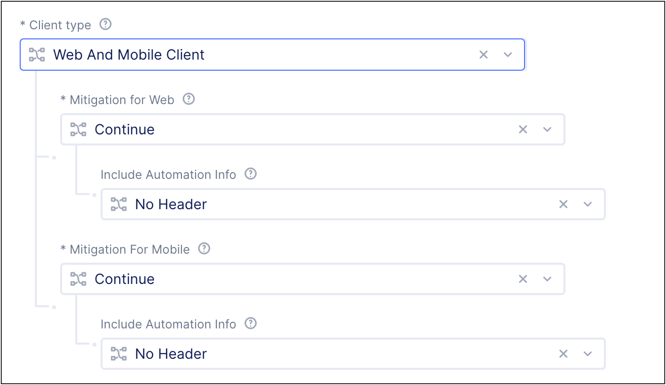 * Client type
Web And Mobile Client
* Mitigation for Web
Continue
Include Automation Info
No Header
* Mitigation For Mobile
Continue
Include Automation Info
No Header